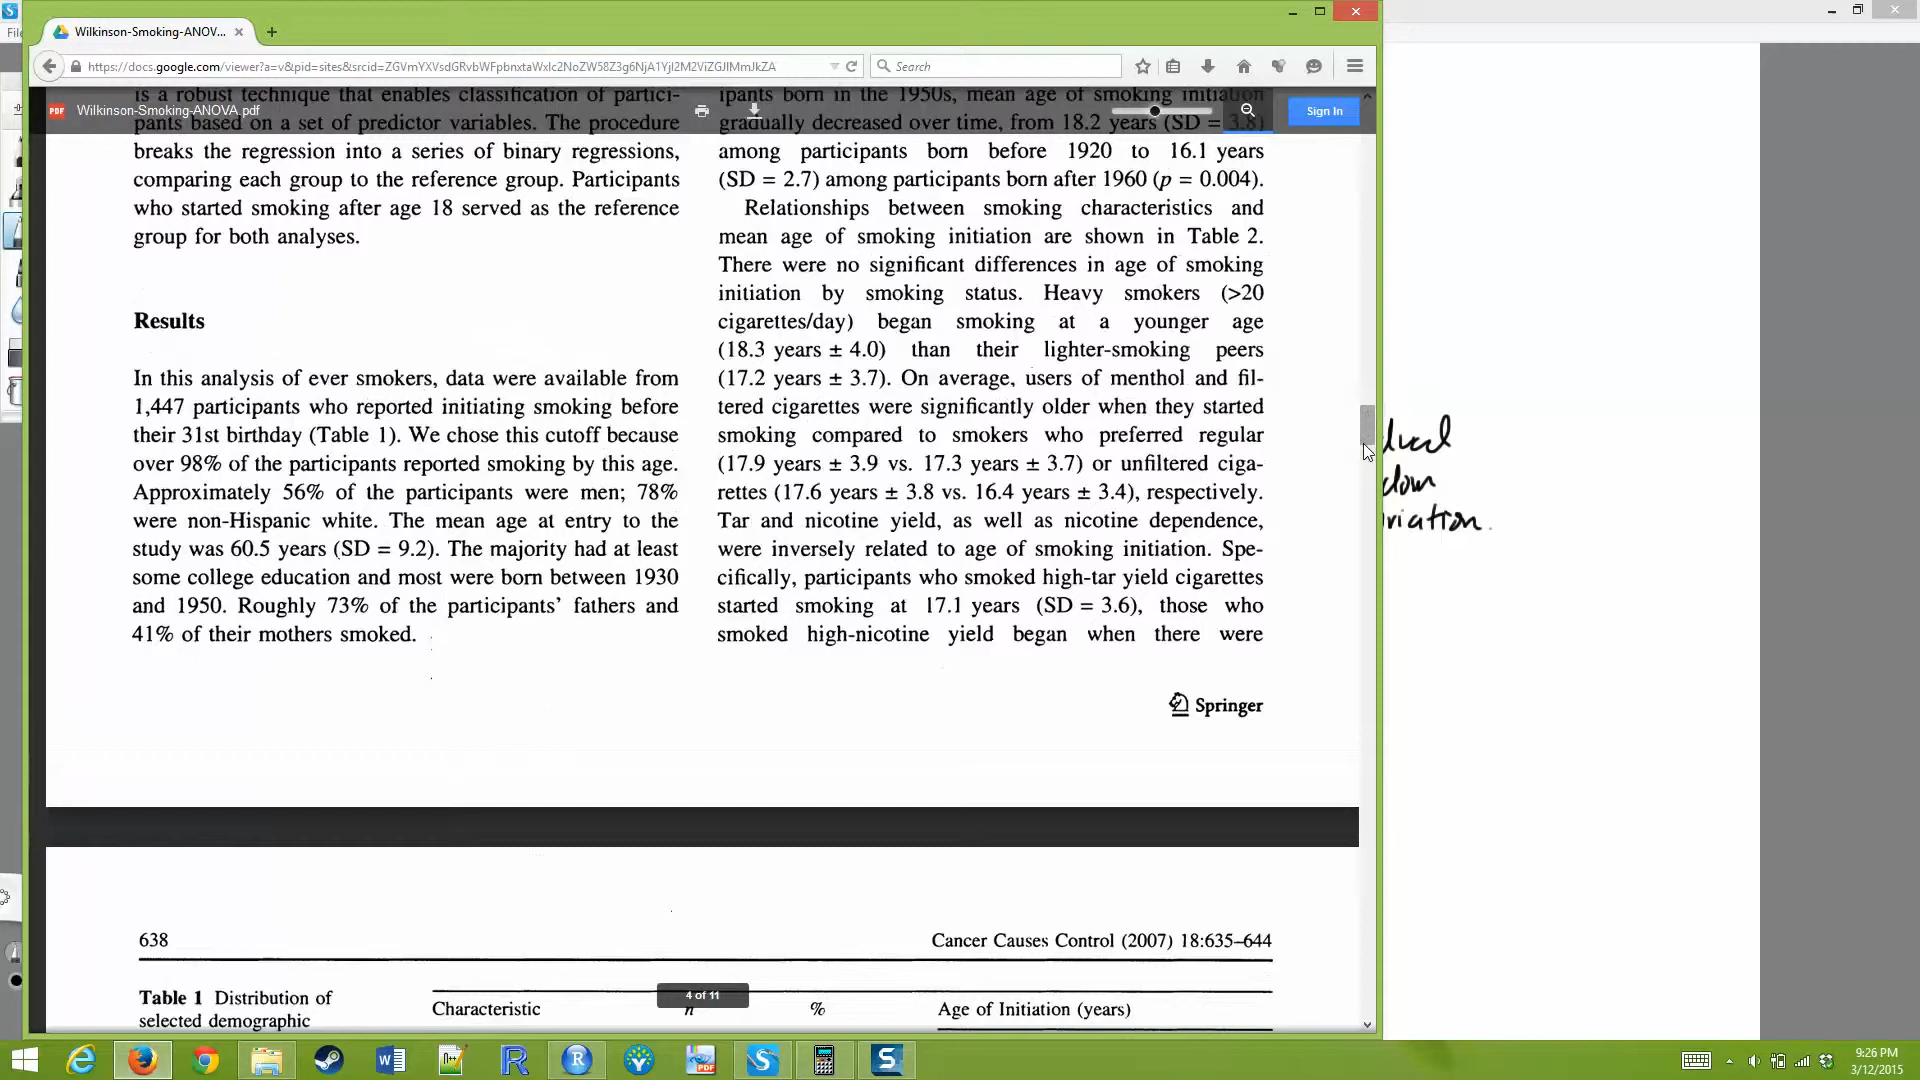 Wilkinson-Smoking-ANOV...
https://docs.google.com/viewer?a=v&pid=sites&srcid=ZGVmYXVsdGRvbWFpbnxtaWxlc2NoZW58Z3g6NjA1YjI2M2ViZGJlMmJkZA
Search
Wilkinson-Smoking-ANOVA.pdf
Sign In
is a robust technique that enables classification of partici-
pants based on a set of predictor variables. The procedure
breaks the regression into a series of binary regressions,
comparing each group to the reference group. Participants
who started smoking after age 18 served as the reference
group for both analyses.
Results
In this analysis of ever smokers, data were available from
1,447 participants who reported initiating smoking before
their 31st birthday (Table 1). We chose this cutoff because
over 98% of the participants reported smoking by this age.
Approximately 56% of the participants were men; 78%
were non-Hispanic white. The mean age at entry to the
study was 60.5 years (SD = 9.2). The majority had at least
some college education and most were born between 1930
and 1950. Roughly 73% of the participants' fathers and
41% of their mothers smoked.
ipants born in the 1950s, mean age of smoking initiation
gradually decreased over time, from 18.2 years (SD = 3.8)
among participants born before 1920 to 16.1 years
(SD = 2.7) among participants born after 1960 (p = 0.004).
Relationships between smoking characteristics and
mean age of smoking initiation are shown in Table 2.
There were no significant differences in age of smoking
initiation by smoking status. Heavy smokers (>20
cigarettes/day) began smoking at a younger age
(18.3 years ± 4.0) than their lighter-smoking peers
(17.2 years ± 3.7). On average, users of menthol and fil-
tered cigarettes were significantly older when they started
smoking compared to smokers who preferred regular
(17.9 years ± 3.9 vs. 17.3 years ± 3.7) or unfiltered ciga-
rettes (17.6 years ± 3.8 vs. 16.4 years ± 3.4), respectively.
Tar and nicotine yield, as well as nicotine dependence,
were inversely related to age of smoking initiation. Spe-
cifically, participants who smoked high-tar yield cigarettes
started smoking at 17.1 years (SD = 3.6), those who
smoked high-nicotine yield began when there were
Springer
638
Cancer Causes Control (2007) 18:635–644
Table 1 Distribution of
selected demographic
Characteristic n % Age of Initiation (years)
4 of 11
9:26 PM
3/12/2015